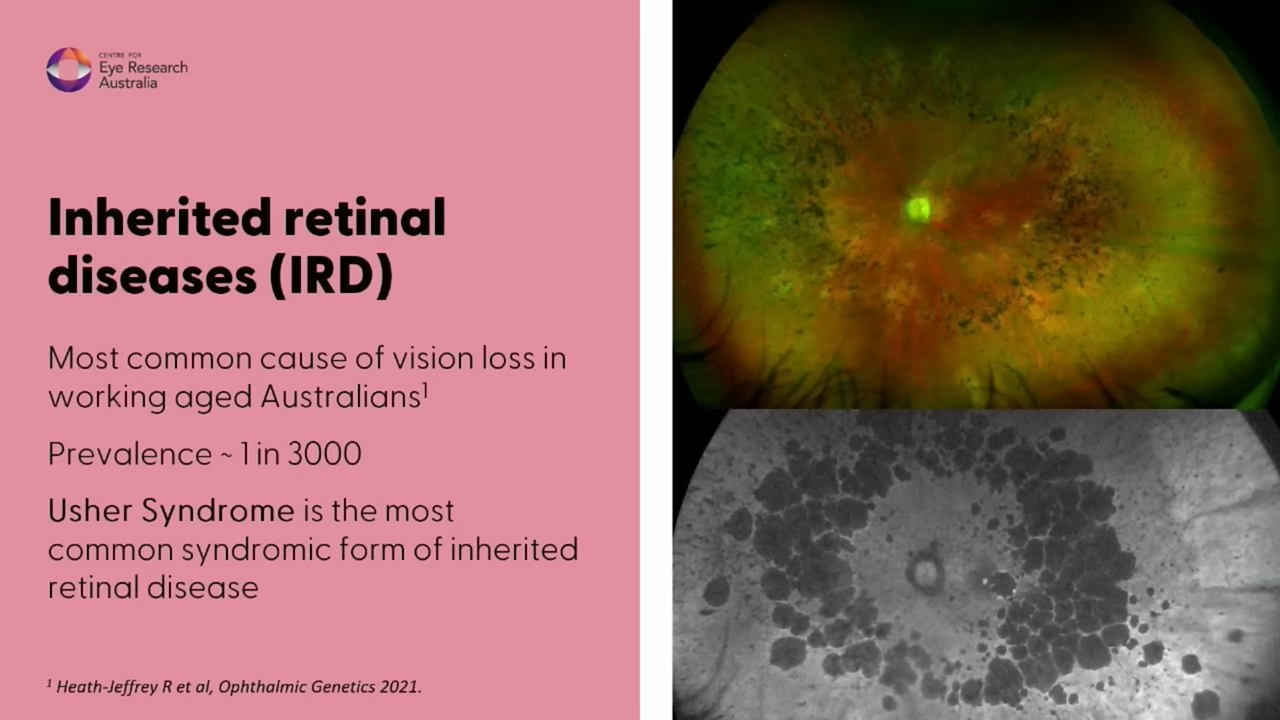 CENTRE FOR
Eye Research
Australia
Inherited retinal
diseases (IRD)
Most common cause of vision loss in
working aged Australians¹
Prevalence ~ 1 in 3000
Usher Syndrome is the most
common syndromic form of inherited
retinal disease
¹ Heath-Jeffrey R et al, Ophthalmic Genetics 2021.